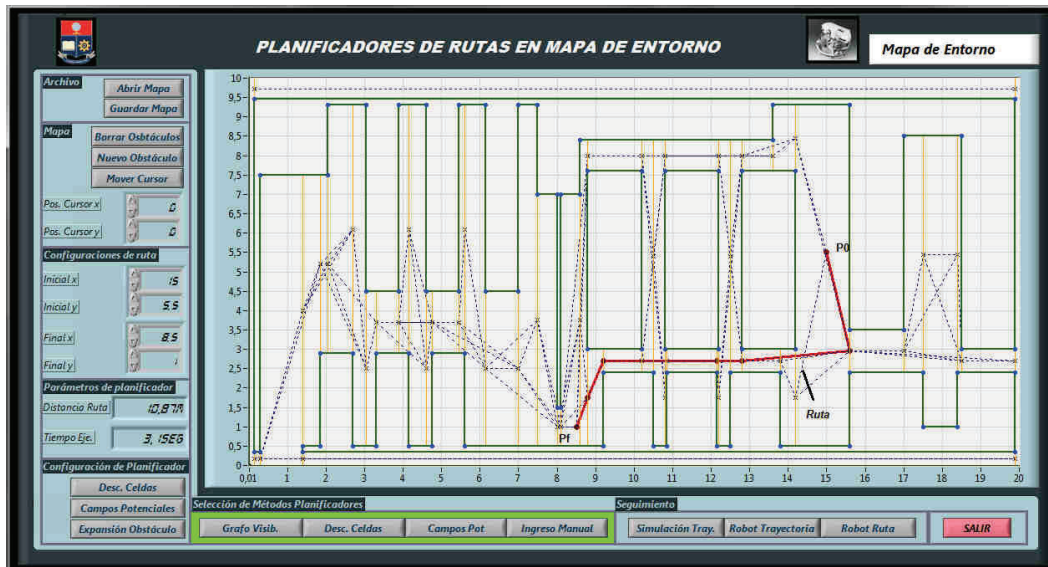 PLANIFICADORES DE RUTAS EN MAPA DE ENTORNO
Mapa de Entorno
Archivo
Abrir Mapa
Guardar Mapa
Mapa
Borrar Osbtáculos
Nuevo Obstáculo
Mover Cursor
Pos. Cursor x
0
Pos. Cursor y
0
Configuraciones de ruta
Inicial x
15
Inicial y
5.5
Final x
8.5
Final y
1
Parámetros de planificador
Distancia Ruta
10,87M
Tiempo Eje.
3,1SEG
Configuración de Planificador
Desc. Celdas
Campos Potenciales
Expansión Obstáculo
10
9,5
9
8,5
8
7,5
7
6,5
6
5,5
5
4,5
4
3,5
3
2,5
2
1,5
1
0,5
0
0,01 1 2 3 4 5 6 7 8 9 10 11 12 13 14 15 16 17 18 19 20
P0
Pf
Ruta
Selección de Métodos Planificadores
Grafo Visib. Desc. Celdas Campos Pot Ingreso Manual
Seguimiento
Simulación Tray. Robot Trayectoria Robot Ruta
SALIR